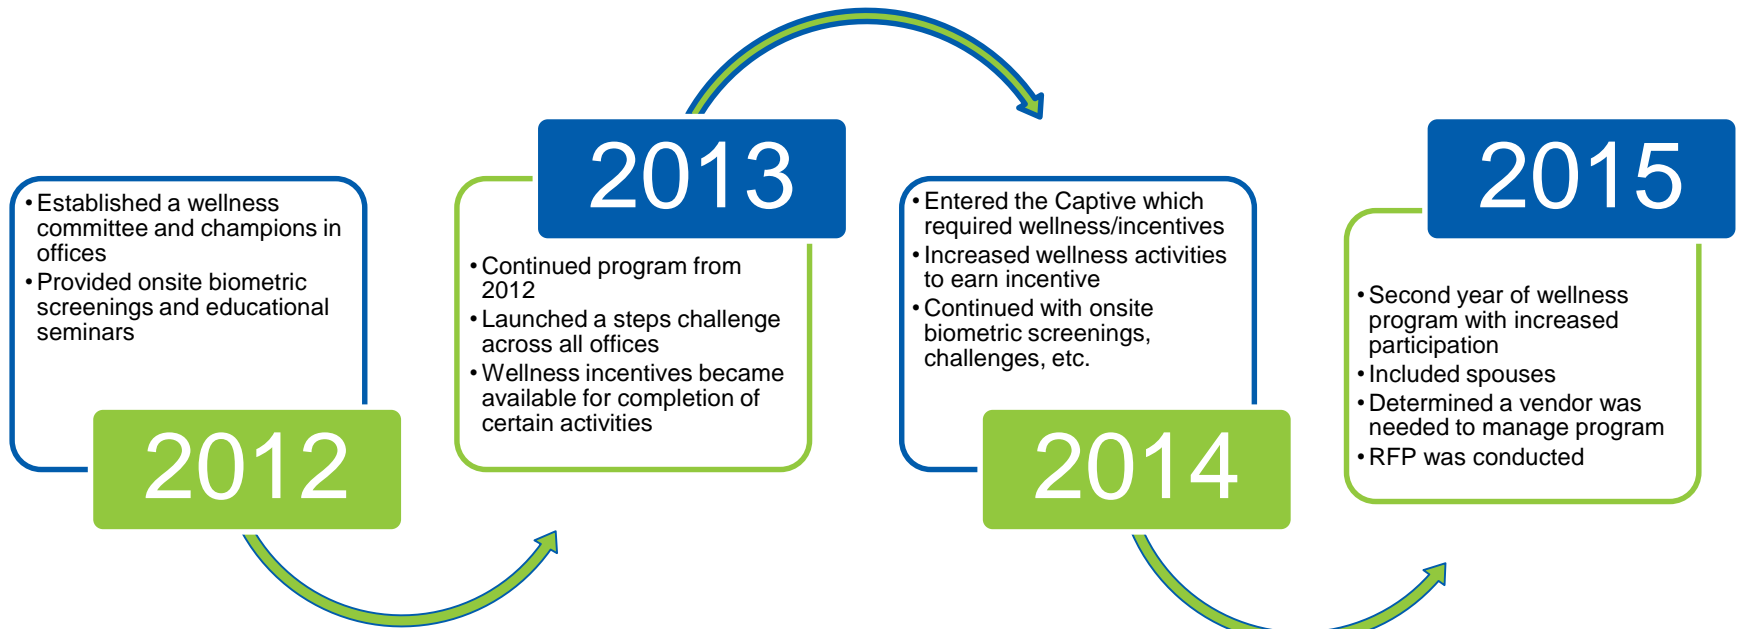 • Established a wellness
committee and champions in
offices
• Provided onsite biometric
screenings and educational
seminars
2012
2013
• Continued program from
2012
• Launched a steps challenge
across all offices
• Wellness incentives became
available for completion of
certain activities
• Entered the Captive which
required wellness/incentives
• Increased wellness activities
to earn incentive
• Continued with onsite
biometric screenings,
challenges, etc.
2014
2015
• Second year of wellness
program with increased
participation
• Included spouses
• Determined a vendor was
needed to manage program
• RFP was conducted